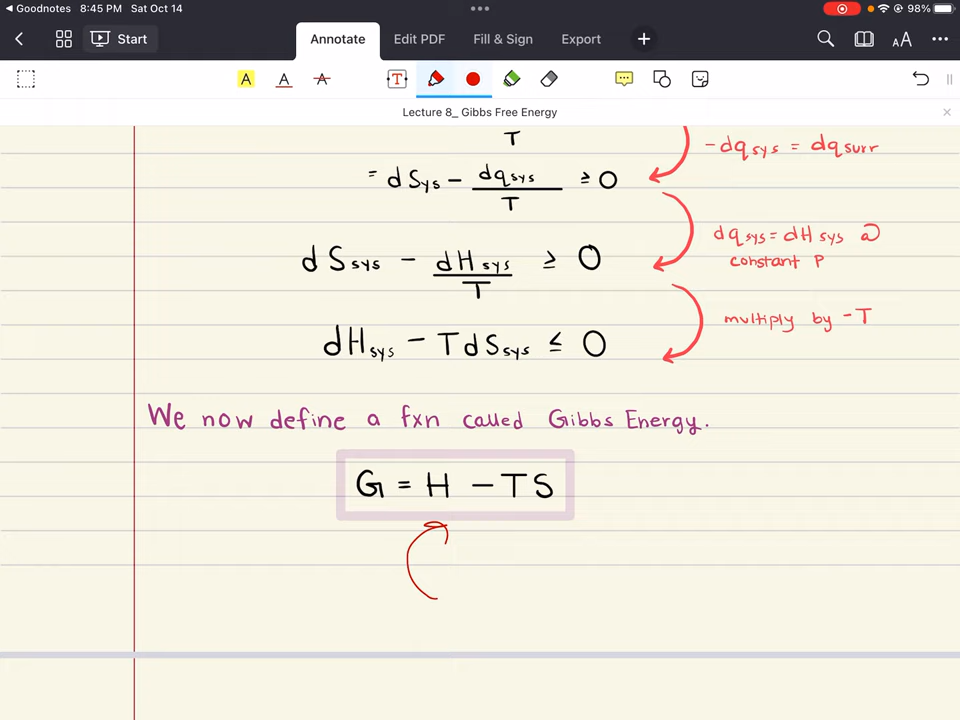 Goodnotes 8:45 PM Sat Oct 14 98%
Start Annotate Edit PDF Fill & Sign Export
A A A T
AA
Lecture 8_ Gibbs Free Energy
T
-dqsys = dqsurr
= dSsys - dqsys/T ≥ 0
dqsys = dHsys @
constant P
dSsys - dHsys/T ≥ 0
multiply by -T
dHsys - TdSsys ≤ 0
We now define a fxn called Gibbs Energy.
G = H - TS